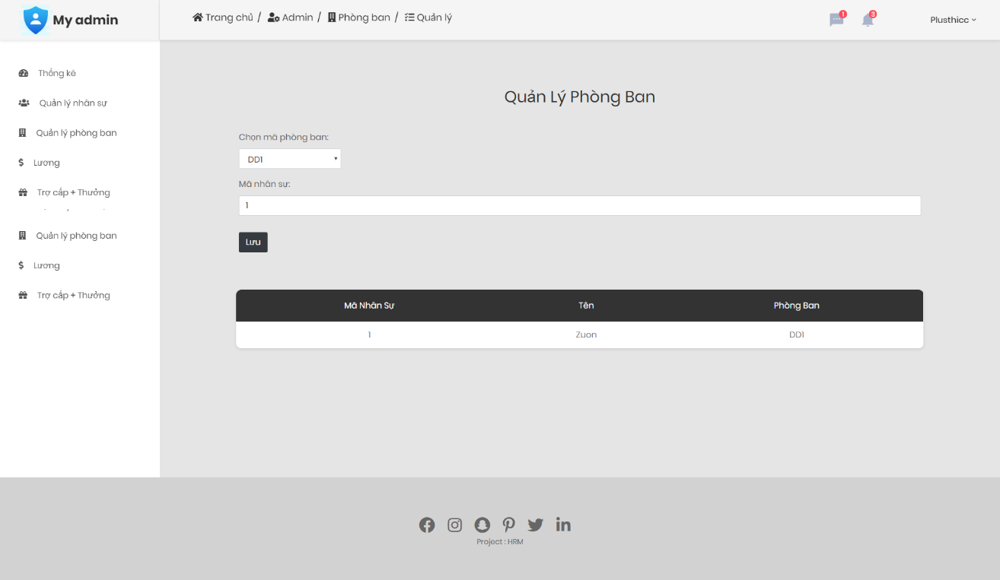 My admin
Trang chủ / Admin / Phòng ban / Quản lý
1
3
Plusthicc
Thống kê
Quản lý nhân sự
Quản lý phòng ban
Lương
Trợ cấp + Thưởng
Quản lý phòng ban
Lương
Trợ cấp + Thưởng
Quản Lý Phòng Ban
Chọn mã phòng ban:
DD1
Mã nhân sự:
1
Lưu
Mã Nhân Sự Tên Phòng Ban
1 Zuon DD1
Project : HRM